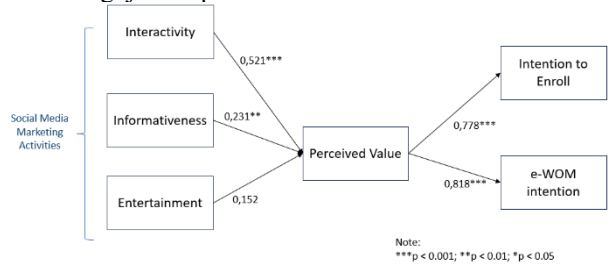 Interactivity
0,521***
Intention to
Enroll
Social Media
Marketing
Activities
Informativeness
0,231**
0,778***
Perceived Value
0,818***
Entertainment
0,152
e-WOM
intention
Note:
***p < 0.001; **p < 0.01; *p < 0.05